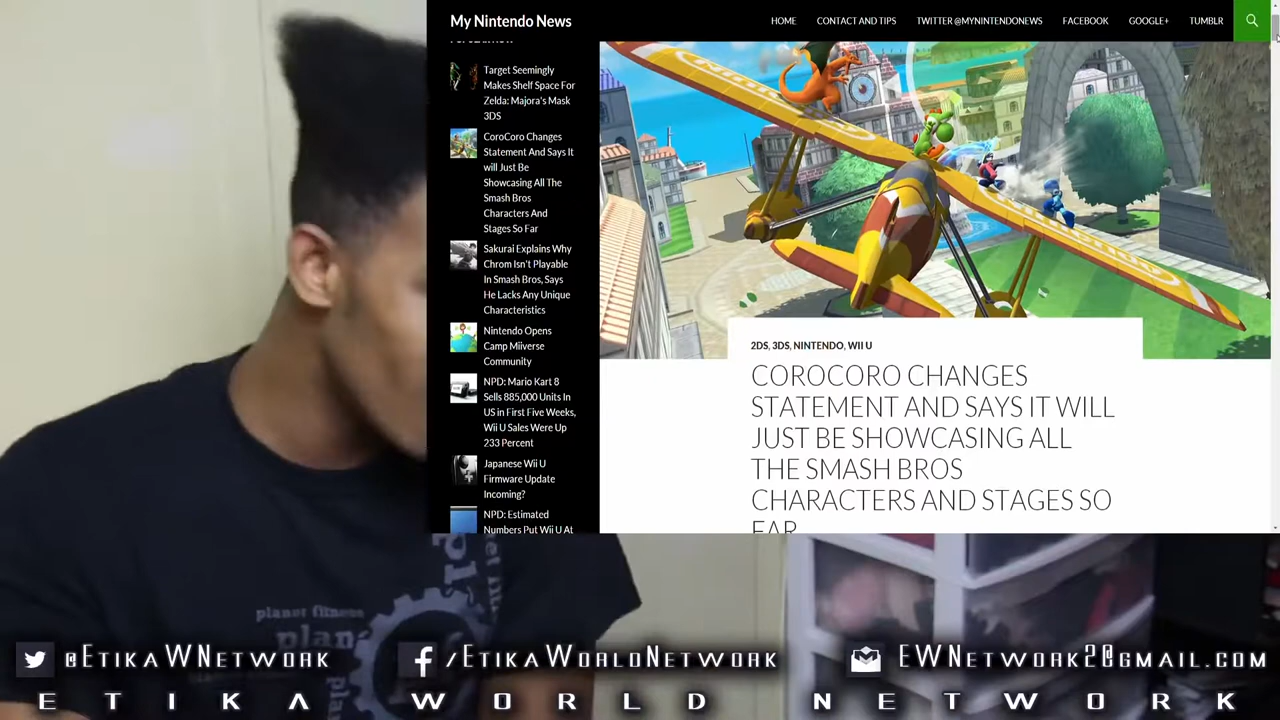 My Nintendo News
HOME
CONTACT AND TIPS
TWITTER @MYNINTENDONEWS
FACEBOOK
GOOGLE+
TUMBLR
Target Seemingly
Makes Shelf Space For
Zelda: Majora's Mask
3DS
CoroCoro Changes
Statement And Says It
will Just Be
Showcasing All The
Smash Bros
Characters And
Stages So Far
Sakurai Explains Why
Chrom Isn't Playable
In Smash Bros, Says
He Lacks Any Unique
Characteristics
Nintendo Opens
Camp Miiverse
Community
NPD: Mario Kart 8
Sells 885,000 Units In
US in First Five Weeks,
Wii U Sales Were Up
233 Percent
Japanese Wii U
Firmware Update
Incoming?
NPD: Estimated
Numbers Put Wii U At
2DS, 3DS, NINTENDO, WII U
COROCORO CHANGES
STATEMENT AND SAYS IT WILL
JUST BE SHOWCASING ALL
THE SMASH BROS
CHARACTERS AND STAGES SO
FAR
planet fitness
plane
@EtikaWNetwork
/EtikaWorldNetwork
EWNetwork2@gmail.com
ETIKA WORLD NETWORK